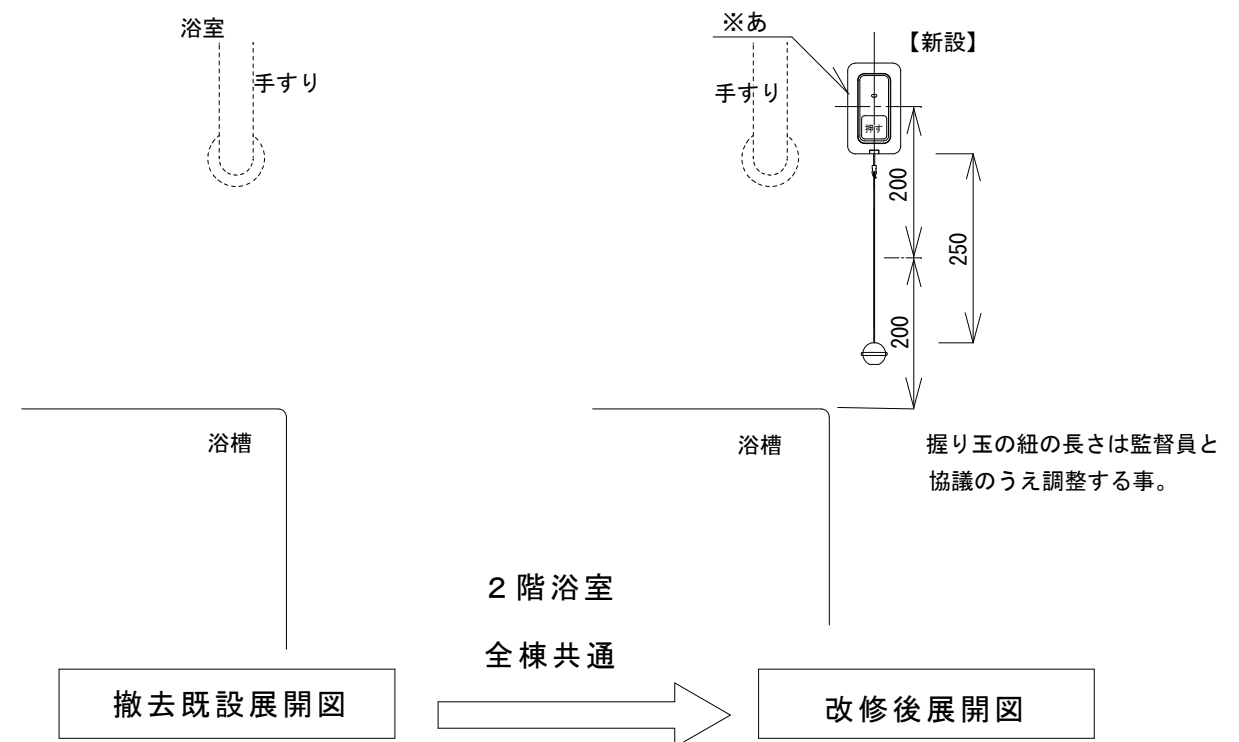 浴室
手すり
浴槽
撤去既設展開図
２階浴室
全棟共通
※あ
【新設】
手すり
押す
200
250
200
浴槽
握り玉の紐の長さは監督員と
協議のうえ調整する事。
改修後展開図